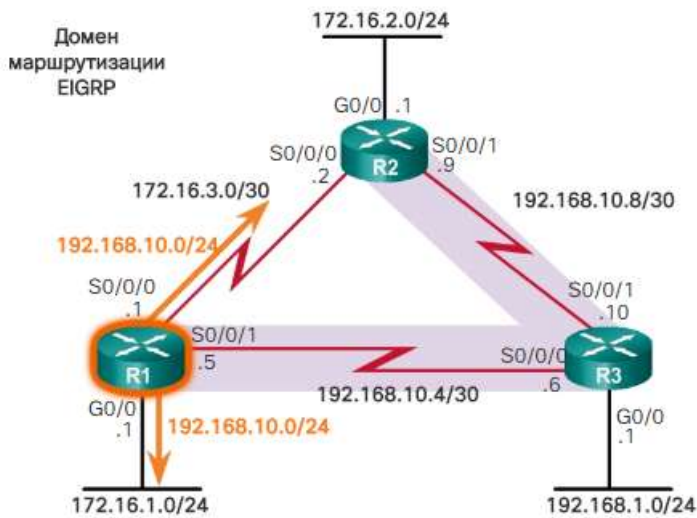 172.16.2.0/24
Домен
маршрутизации
EIGRP
G0/0 .1
S0/0/0
.2
R2
S0/0/1
.9
172.16.3.0/30
192.168.10.8/30
192.168.10.0/24
S0/0/0
.1
S0/0/1
.10
R1
S0/0/1
.5
S0/0/0
.6
R3
192.168.10.4/30
G0/0
.1
192.168.10.0/24
G0/0
.1
172.16.1.0/24
192.168.1.0/24